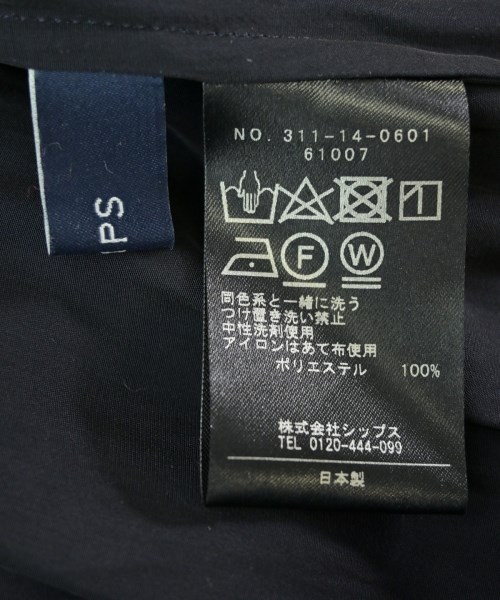 IPS
NO. 311-14-0601
61007
F W
同色系と一緒に洗う
つけ置き洗い禁止
中性洗剤使用
アイロンはあて布使用
ポリエステル 100%
株式会社シップス
TEL 0120-444-099
日本製